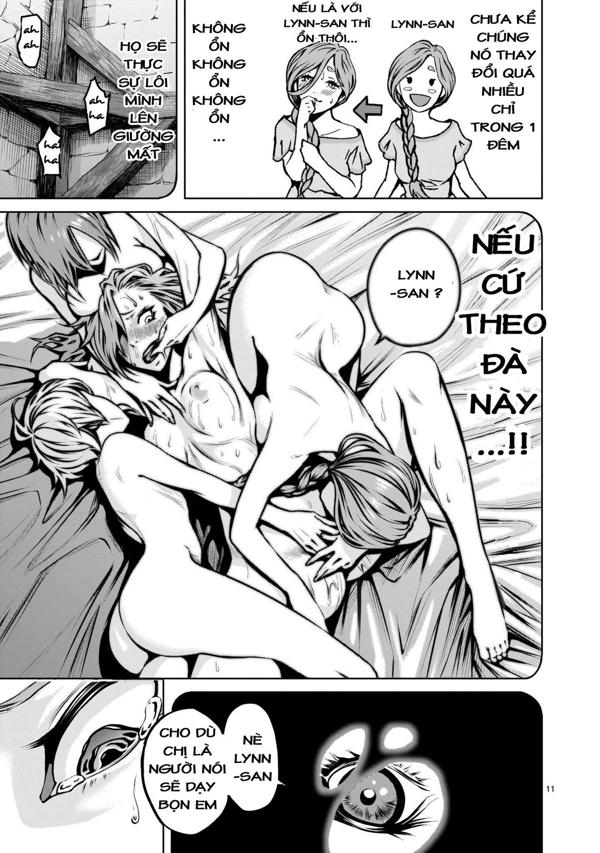 CHƯA KỂ
CHÚNG
NÓ THAY
ĐỔI QUÁ
NHIỀU
CHỈ
TRONG 1
ĐÊM
LYNN-SAN
NẾU LÀ VỚI
LYNN-SAN THÌ
ỔN THÔI...
KHÔNG
ỔN
KHÔNG
ỔN
KHÔNG
ỔN
...
HỌ SẼ
THỰC
SỰ LÔI
MÌNH
LÊN
GIƯỜNG
MẤT
ah
ah
ah
ha
ha
ha
NẾU
CỨ
THEO
ĐÀ
NÀY
...!!
LYNN
-SAN ?
NÈ
LYNN
-SAN
CHO DÙ
CHỊ LÀ
NGƯỜI NÓI
SẼ DẠY
BỌN EM
11